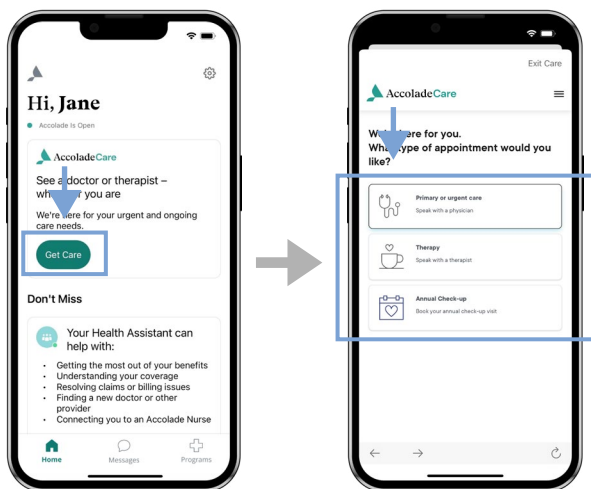 Hi, Jane
Accolade Is Open
AccoladeCare
See a doctor or therapist –
wherever you are
We're here for your urgent and ongoing
care needs.
Get Care
Don't Miss
Your Health Assistant can
help with:
• Getting the most out of your benefits
• Understanding your coverage
• Resolving claims or billing issues
• Finding a new doctor or other
provider
• Connecting you to an Accolade Nurse
Home
Messages
Programs
Exit Care
AccoladeCare
We're here for you.
What type of appointment would you
like?
Primary or urgent care
Speak with a physician
Therapy
Speak with a therapist
Annual Check-up
Book your annual check-up visit